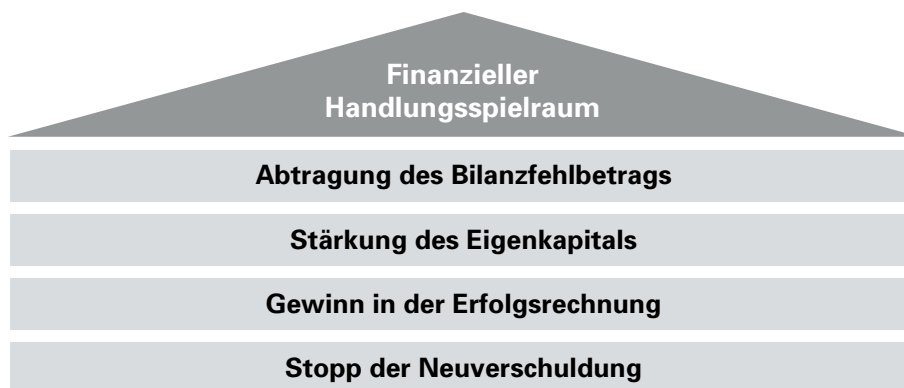 Finanzieller
Handlungsspielraum
Abtragung des Bilanzfehlbetrags
Stärkung des Eigenkapitals
Gewinn in der Erfolgsrechnung
Stopp der Neuverschuldung